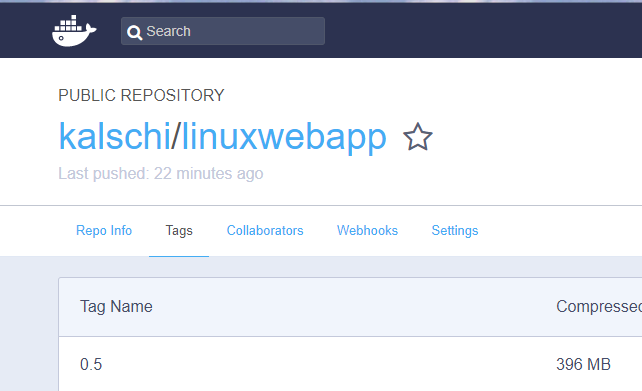 Search
PUBLIC REPOSITORY
kalschi/linuxwebapp
Last pushed: 22 minutes ago
Repo Info Tags Collaborators Webhooks Settings
Tag Name Compressed
0.5 396 MB